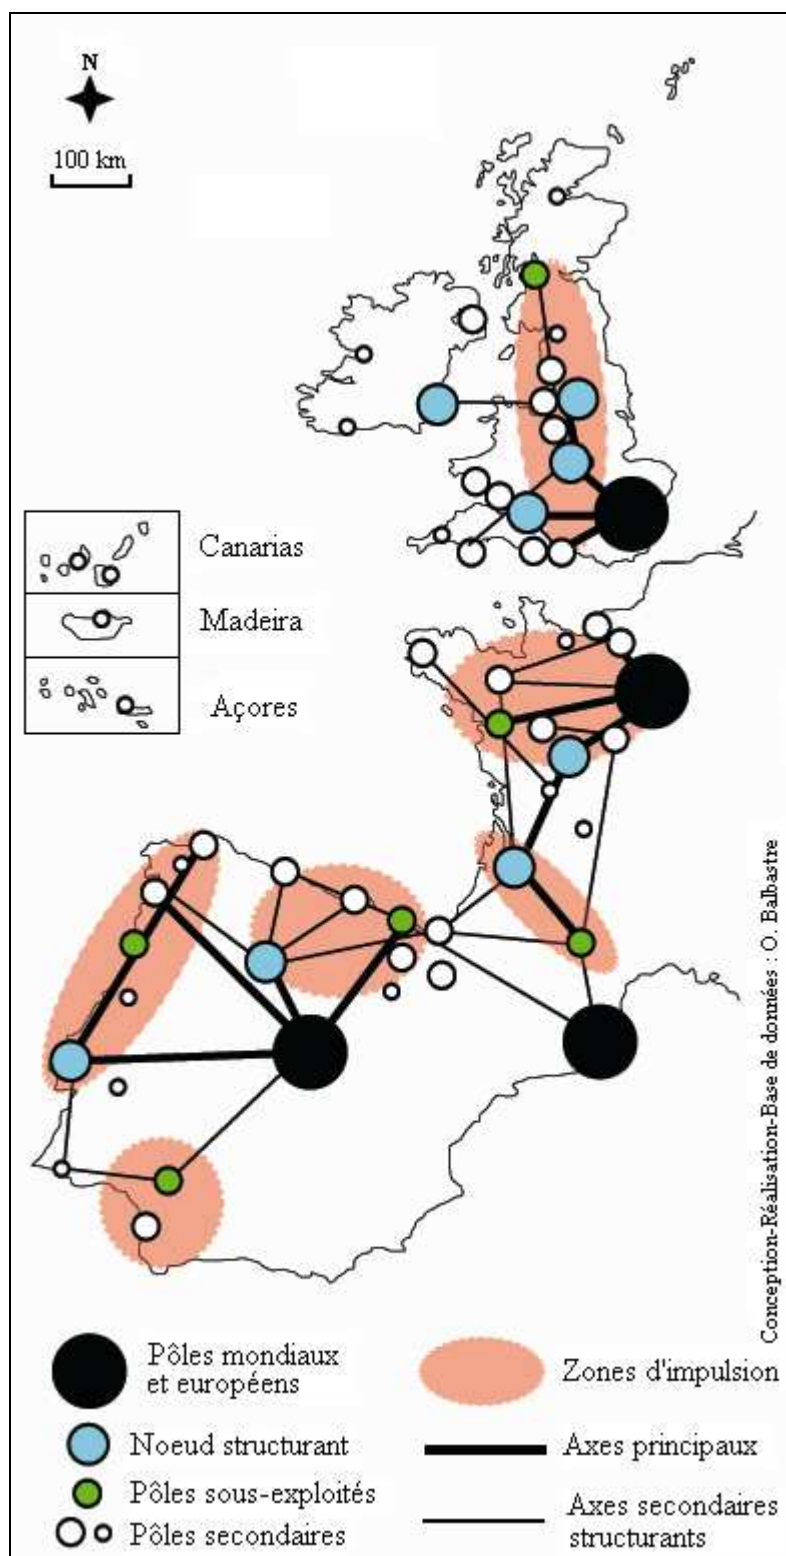 N
100 km
Canarias
Madeira
Açores
Conception-Réalisation-Base de données : O. Balbastre
Pôles mondiaux
et européens
Noeud structurant
Pôles sous-exploités
Pôles secondaires
Zones d'impulsion
Axes principaux
Axes secondaires
structurants